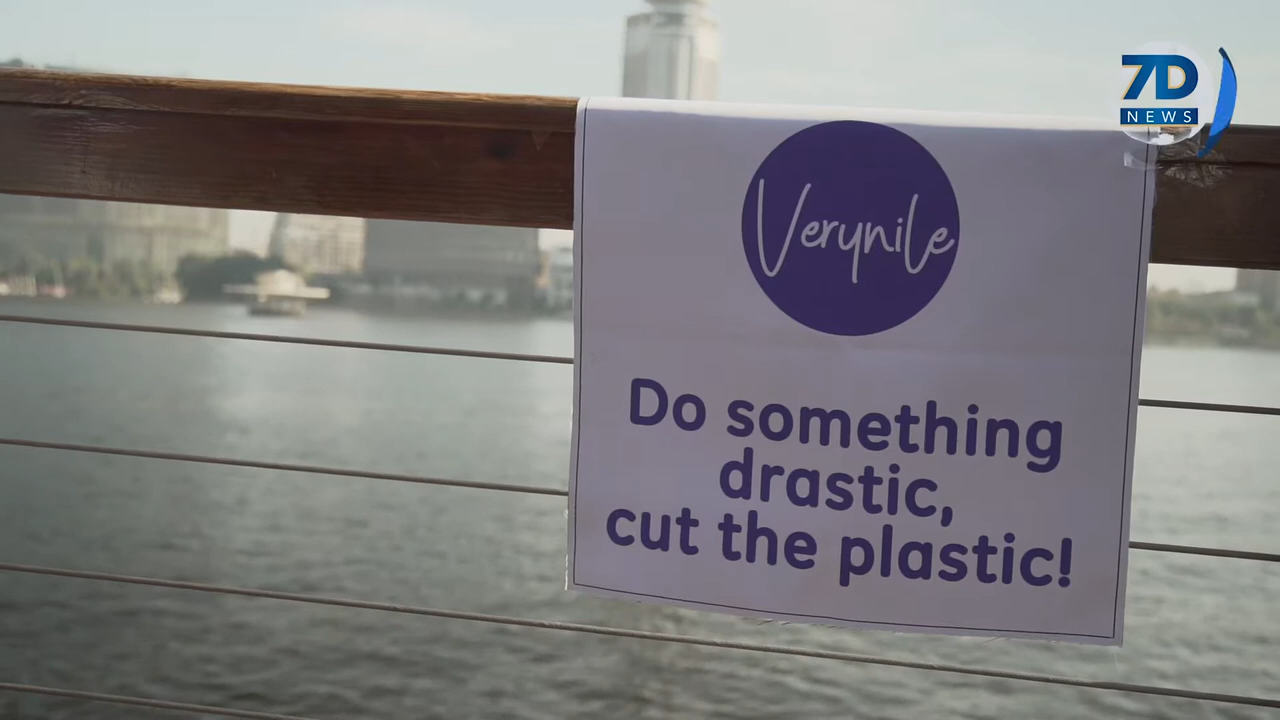 7D
NEWS
Verynile
Do something
drastic,
cut the plastic!